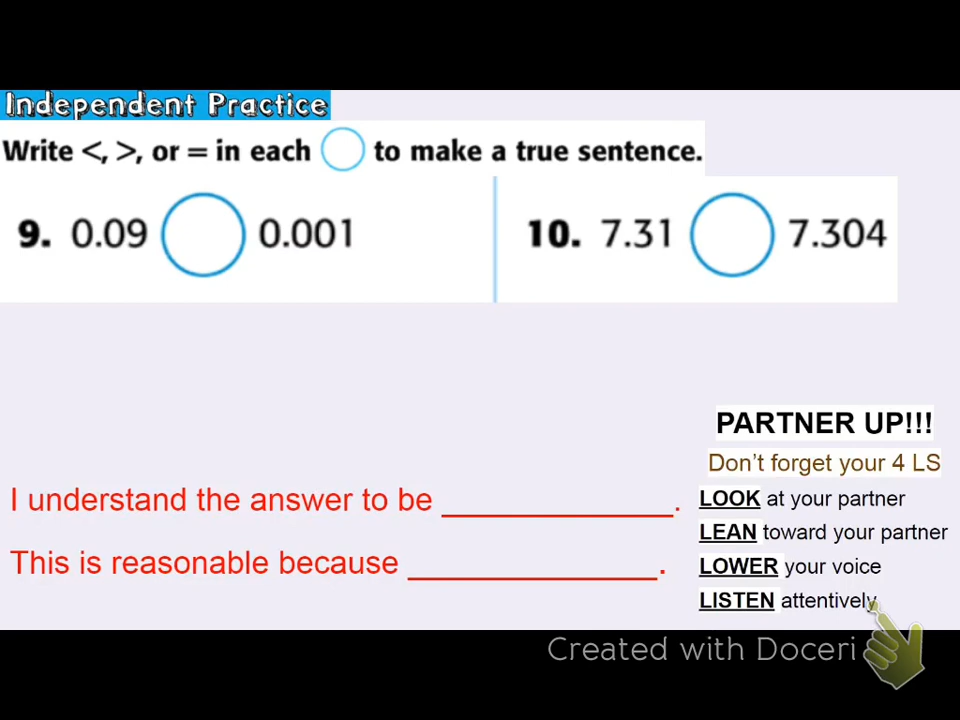 Independent Practice
Write <, >, or = in each ◯ to make a true sentence.
9. 0.09 ◯ 0.001
10. 7.31 ◯ 7.304
PARTNER UP!!!
Don't forget your 4 LS
LOOK at your partner
LEAN toward your partner
LOWER your voice
LISTEN attentively
I understand the answer to be _____________.
This is reasonable because ______________.
Created with Doceri